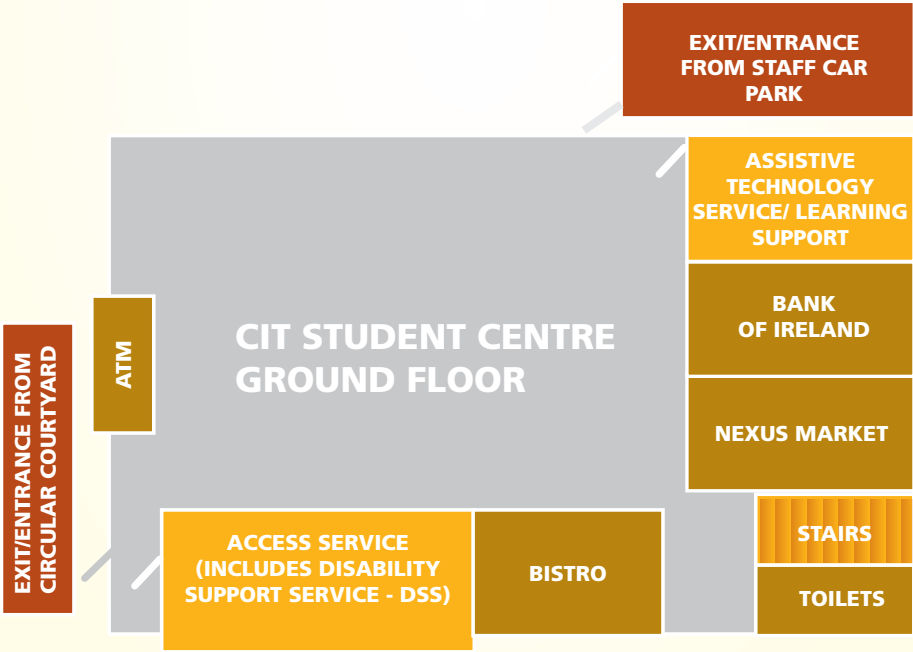 EXIT/ENTRANCE
FROM STAFF CAR
PARK
ASSISTIVE
TECHNOLOGY
SERVICE/ LEARNING
SUPPORT
BANK
OF IRELAND
CIT STUDENT CENTRE
GROUND FLOOR
ATM
EXIT/ENTRANCE FROM
CIRCULAR COURTYARD
NEXUS MARKET
ACCESS SERVICE
(INCLUDES DISABILITY
SUPPORT SERVICE - DSS)
BISTRO
STAIRS
TOILETS